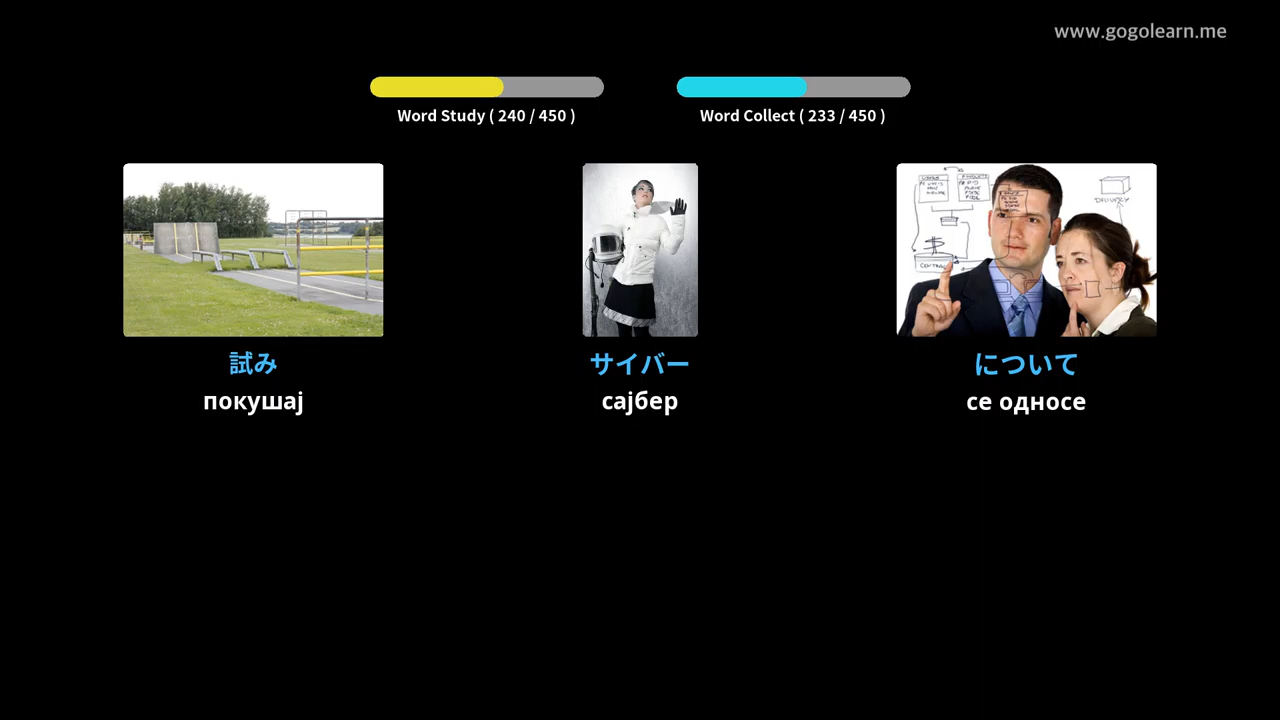 www.gogolearn.me
Word Study ( 240 / 450 )
Word Collect ( 233 / 450 )
試み
サイバー
について
покушај
сајбер
се односе